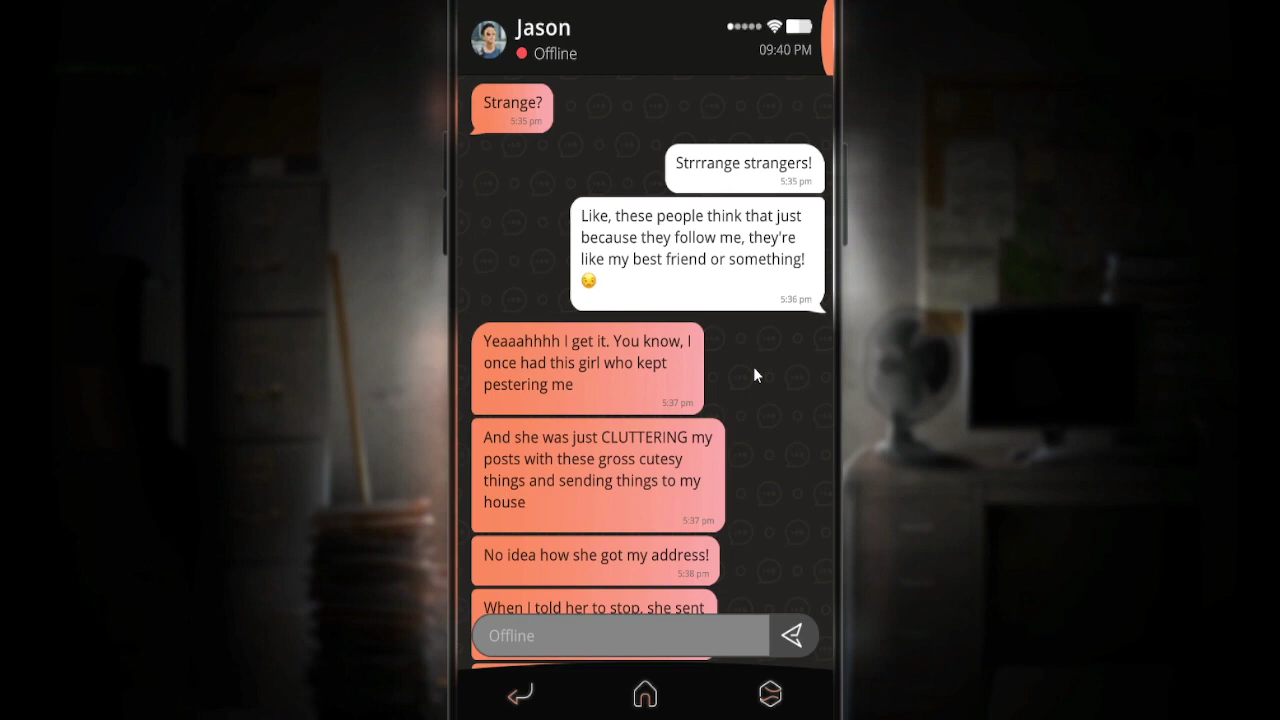 Jason
Offline
09:40 PM
Strange?
5:35 pm
Strrrange strangers!
5:35 pm
Like, these people think that just
because they follow me, they're
like my best friend or something!
😒
5:36 pm
Yeaaahhhh I get it. You know, I
once had this girl who kept
pestering me
5:37 pm
And she was just CLUTTERING my
posts with these gross cutesy
things and sending things to my
house
5:37 pm
No idea how she got my address!
5:38 pm
When I told her to stop, she sent
Offline